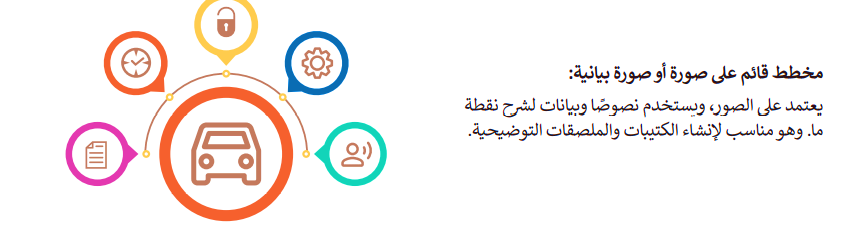 مخطط قائم على صورة أو صورة بيانية:
يعتمد على الصور، ويستخدم نصوصًا وبيانات لشرح نقطة
ما. وهو مناسب لإنشاء الكتيبات والملصقات التوضيحية.